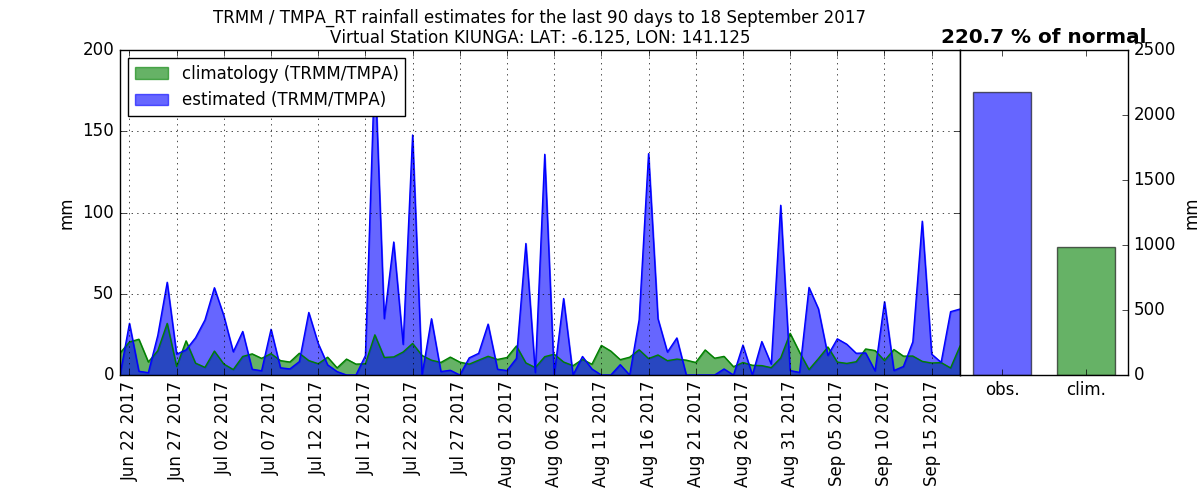 TRMM / TMPA_RT rainfall estimates for the last 90 days to 18 September 2017
Virtual Station KIUNGA: LAT: -6.125, LON: 141.125
220.7 % of normal
climatology (TRMM/TMPA)
estimated (TRMM/TMPA)
mm
200
150
100
50
0
Jun 22 2017
Jun 27 2017
Jul 02 2017
Jul 07 2017
Jul 12 2017
Jul 17 2017
Jul 22 2017
Jul 27 2017
Aug 01 2017
Aug 06 2017
Aug 11 2017
Aug 16 2017
Aug 21 2017
Aug 26 2017
Aug 31 2017
Sep 05 2017
Sep 10 2017
Sep 15 2017
obs.
clim.
2500
2000
1500
1000
500
0
mm